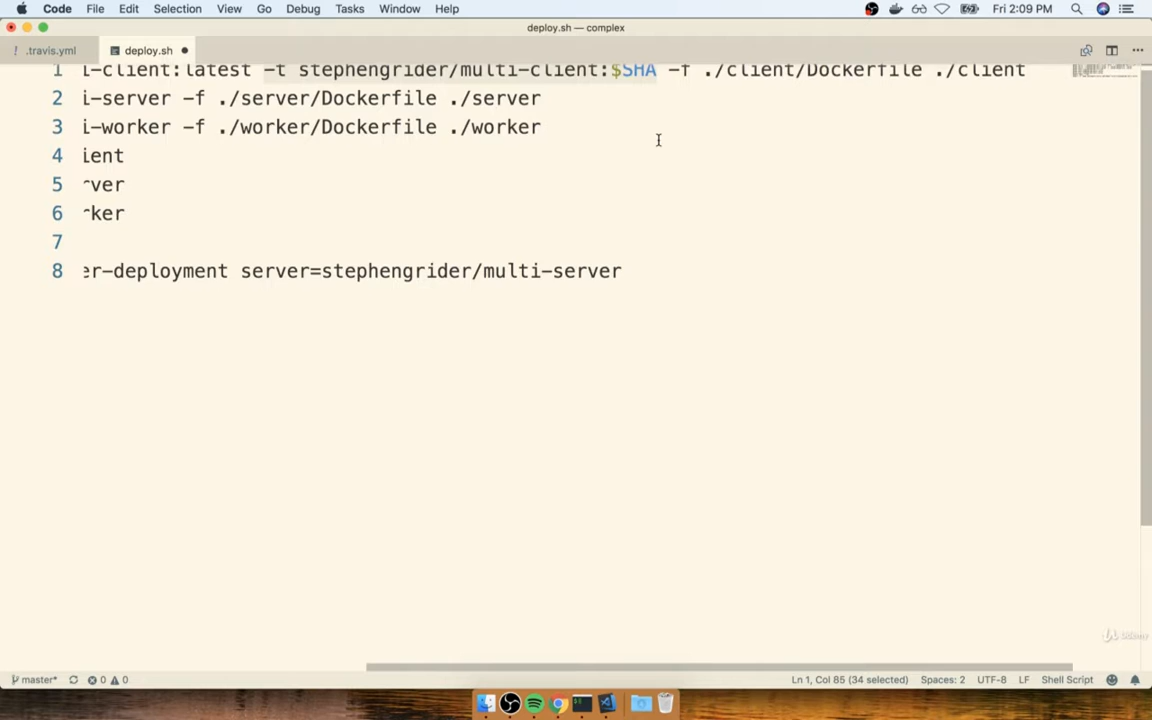 Code File Edit Selection View Go Debug Tasks Window Help Fri 2:09 PM
deploy.sh — complex
! .travis.yml deploy.sh
1 i-client:latest -t stephengrider/multi-client:$SHA -f ./client/Dockerfile ./client
2 i-server -f ./server/Dockerfile ./server
3 i-worker -f ./worker/Dockerfile ./worker
4 ient
5 rver
6 rker
7
8 er-deployment server=stephengrider/multi-server
Udemy
master* 0 0 Ln 1, Col 85 (34 selected) Spaces: 2 UTF-8 LF Shell Script